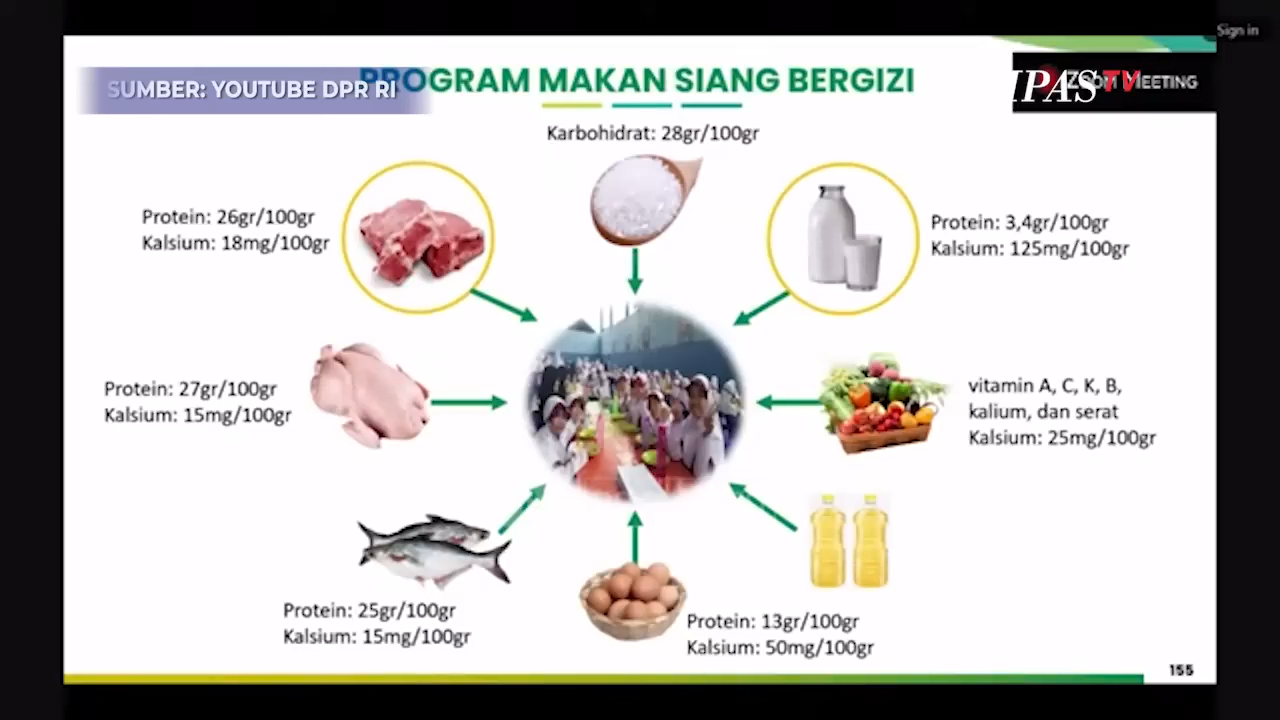 Sign in
SUMBER: YOUTUBE DPR RI
PROGRAM MAKAN SIANG BERGIZI
IPAS TV
MEETING
Karbohidrat: 28gr/100gr
Protein: 26gr/100gr
Kalsium: 18mg/100gr
Protein: 3,4gr/100gr
Kalsium: 125mg/100gr
Protein: 27gr/100gr
Kalsium: 15mg/100gr
vitamin A, C, K, B,
kalium, dan serat
Kalsium: 25mg/100gr
Protein: 25gr/100gr
Kalsium: 15mg/100gr
Protein: 13gr/100gr
Kalsium: 50mg/100gr
155